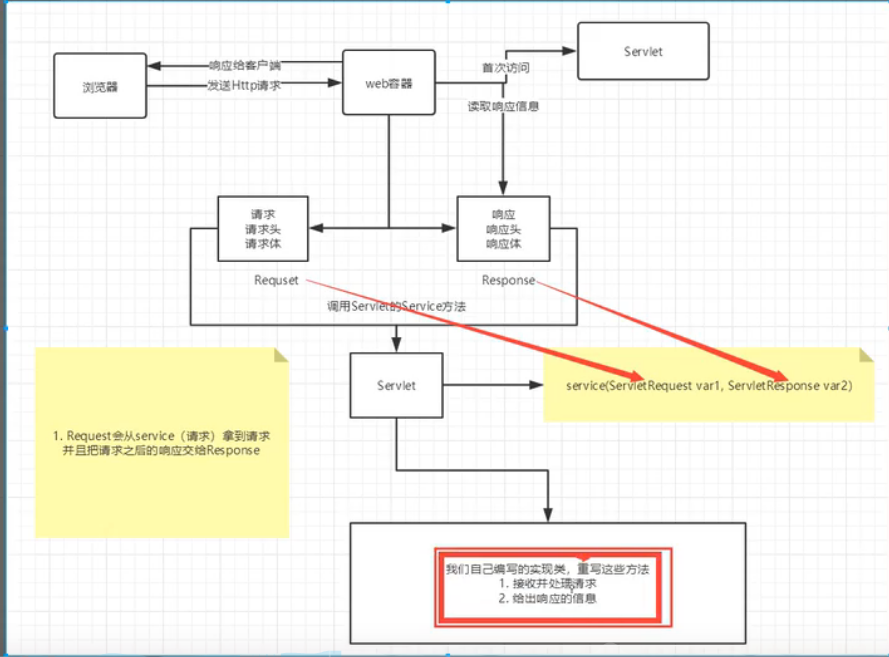 响应给客户端
浏览器
发送Http请求
web容器
首次访问
Servlet
读取响应信息
请求
请求头
请求体
响应
响应头
响应体
Requset
Response
调用Servlet的Service方法
Servlet
service(ServletRequest var1, ServletResponse var2)
1. Request会从service（请求）拿到请求
并且把请求之后的响应交给Response
我们自己编写的实现类，重写这些方法
1. 接收并处理请求
2. 给出响应的信息